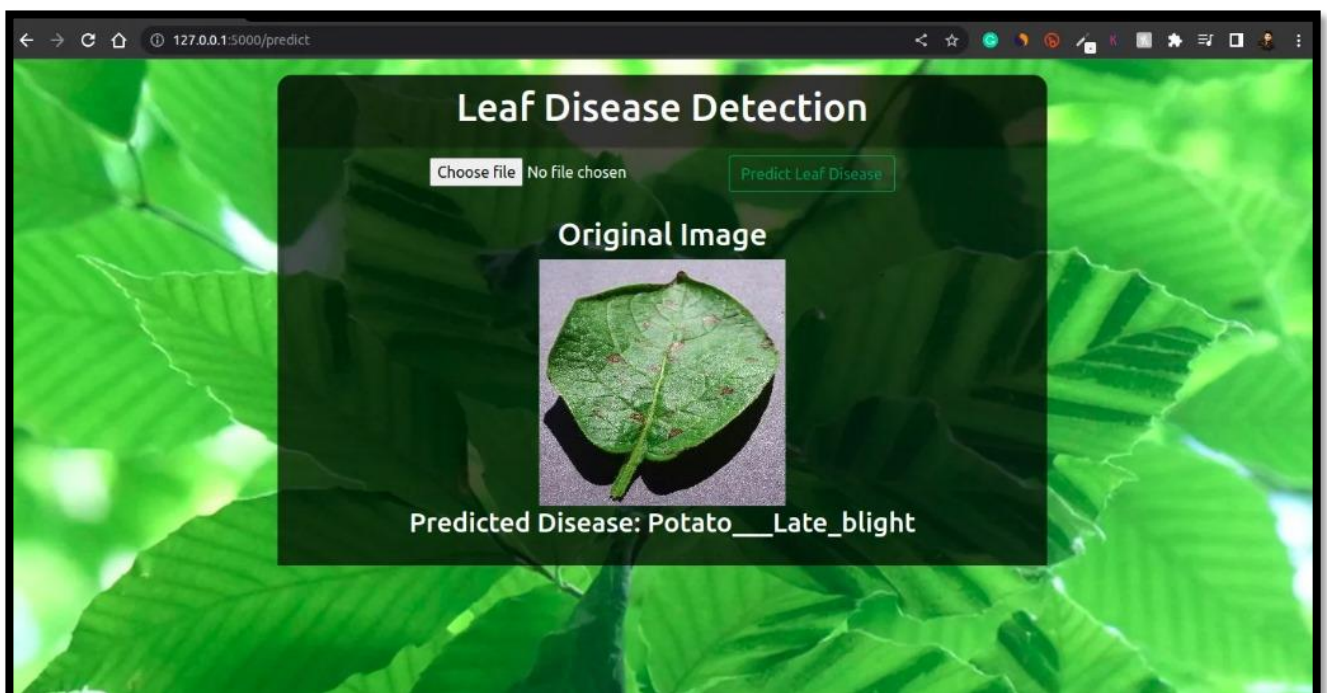 127.0.0.1:5000/predict
Leaf Disease Detection
Choose file No file chosen
Predict Leaf Disease
Original Image
Predicted Disease: Potato___Late_blight